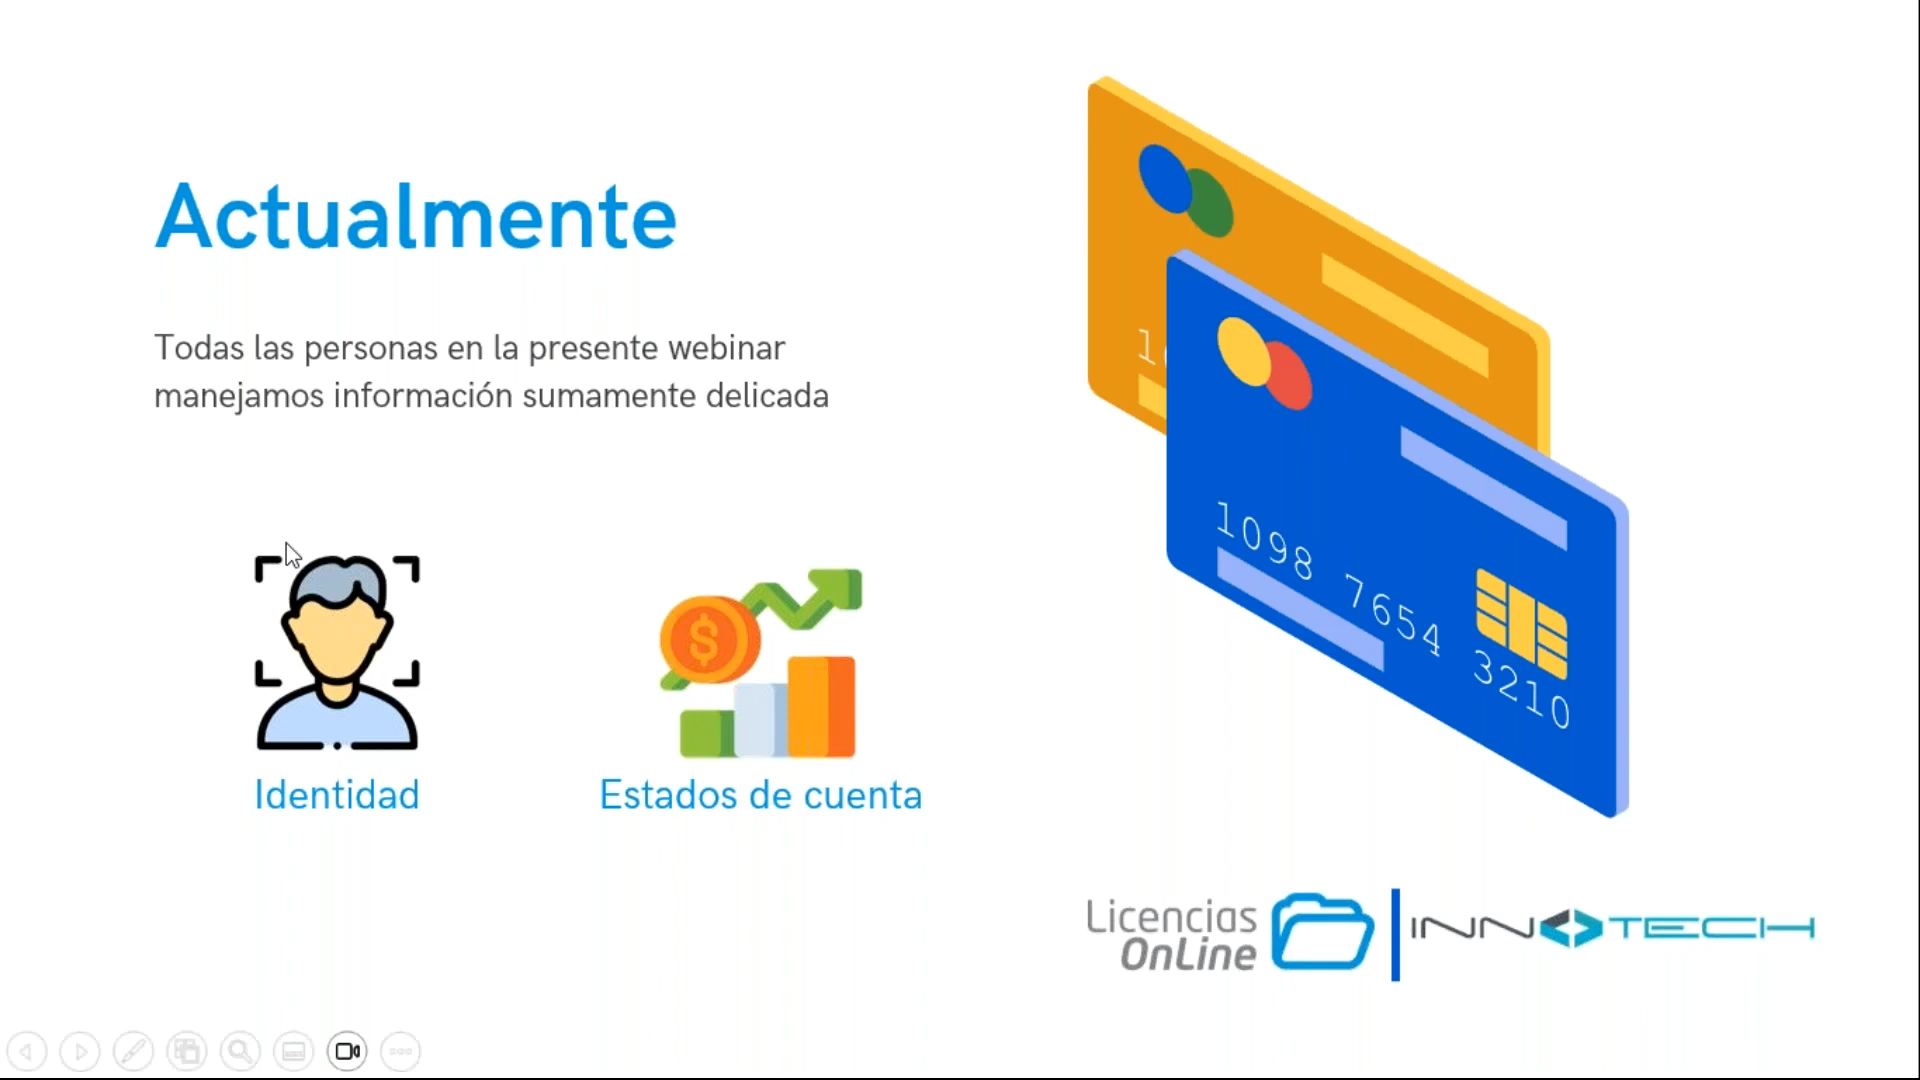 Actualmente
Todas las personas en la presente webinar
manejamos información sumamente delicada
Identidad
$
Estados de cuenta
1098 7654 3210
Licencias
OnLine
INNOTECH